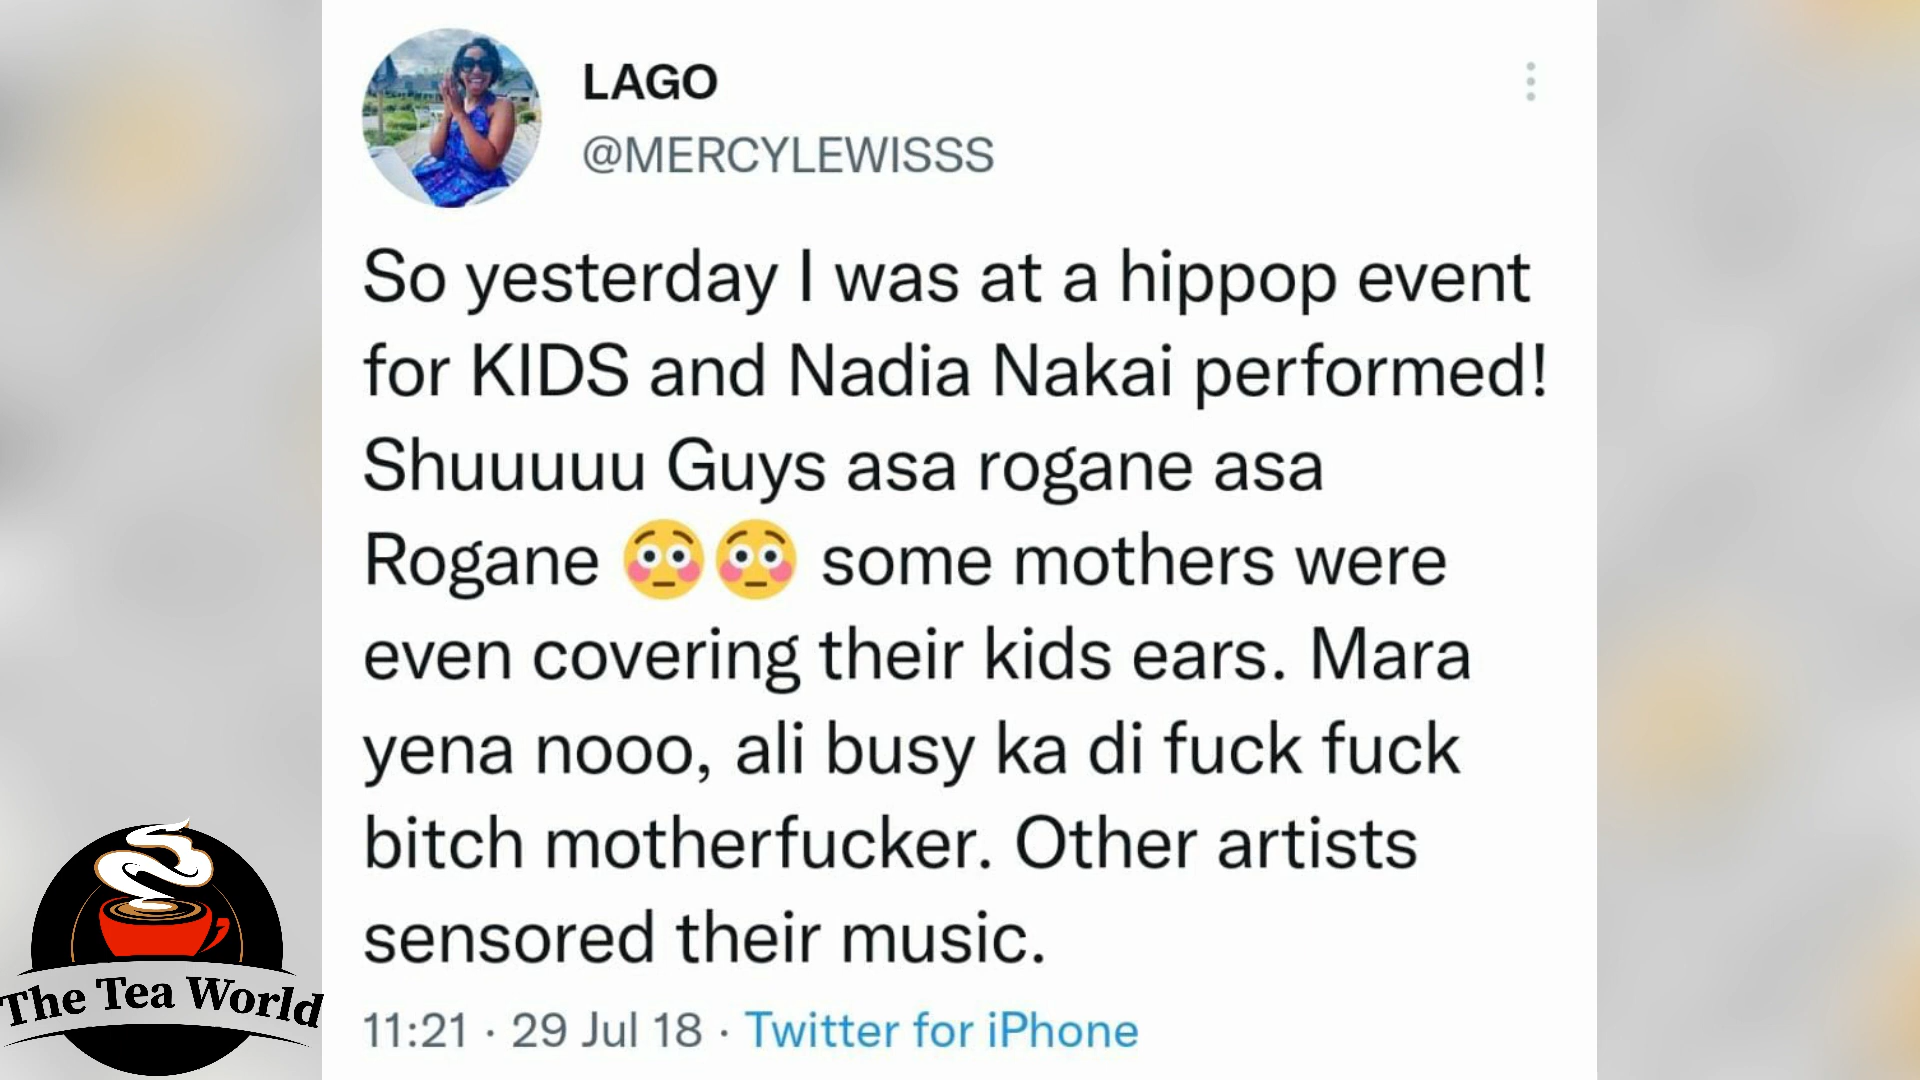 LAGO
@MERCYLEWISSS
So yesterday I was at a hippop event
for KIDS and Nadia Nakai performed!
Shuuuuu Guys asa rogane asa
Rogane 😳😳 some mothers were
even covering their kids ears. Mara
yena nooo, ali busy ka di fuck fuck
bitch motherfucker. Other artists
sensored their music.
11:21 · 29 Jul 18 · Twitter for iPhone
The Tea World